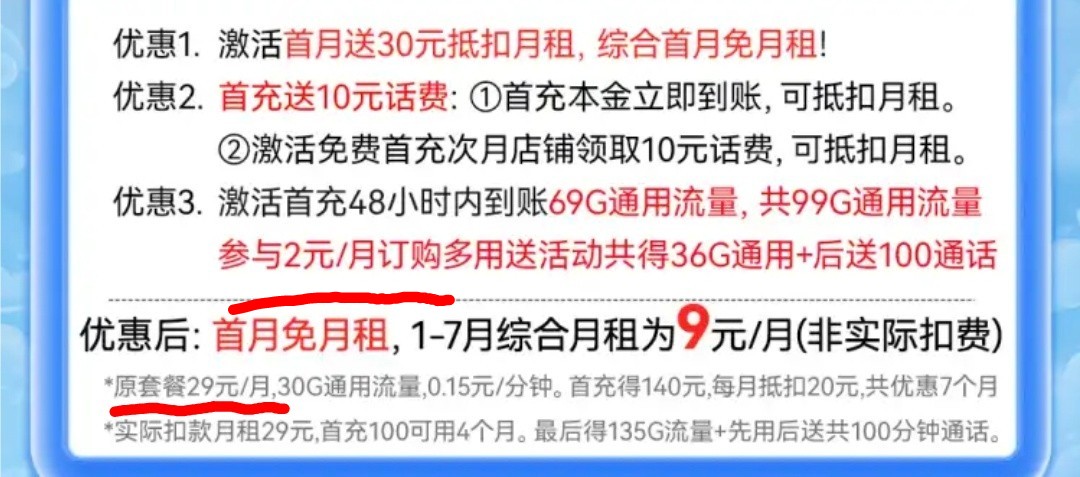 优惠1. 激活首月送30元抵扣月租, 综合首月免月租!
优惠2. 首充送10元话费: ①首充本金立即到账, 可抵扣月租。
②激活免费首充次月店铺领取10元话费, 可抵扣月租。
优惠3. 激活首充48小时内到账69G通用流量, 共99G通用流量
参与2元/月订购多用送活动共得36G通用+后送100通话
优惠后: 首月免月租, 1-7月综合月租为9元/月(非实际扣费)
*原套餐29元/月,30G通用流量,0.15元/分钟。首充得140元,每月抵扣20元,共优惠7个月
*实际扣款月租29元,首充100可用4个月。最后得135G流量+先用后送共100分钟通话。